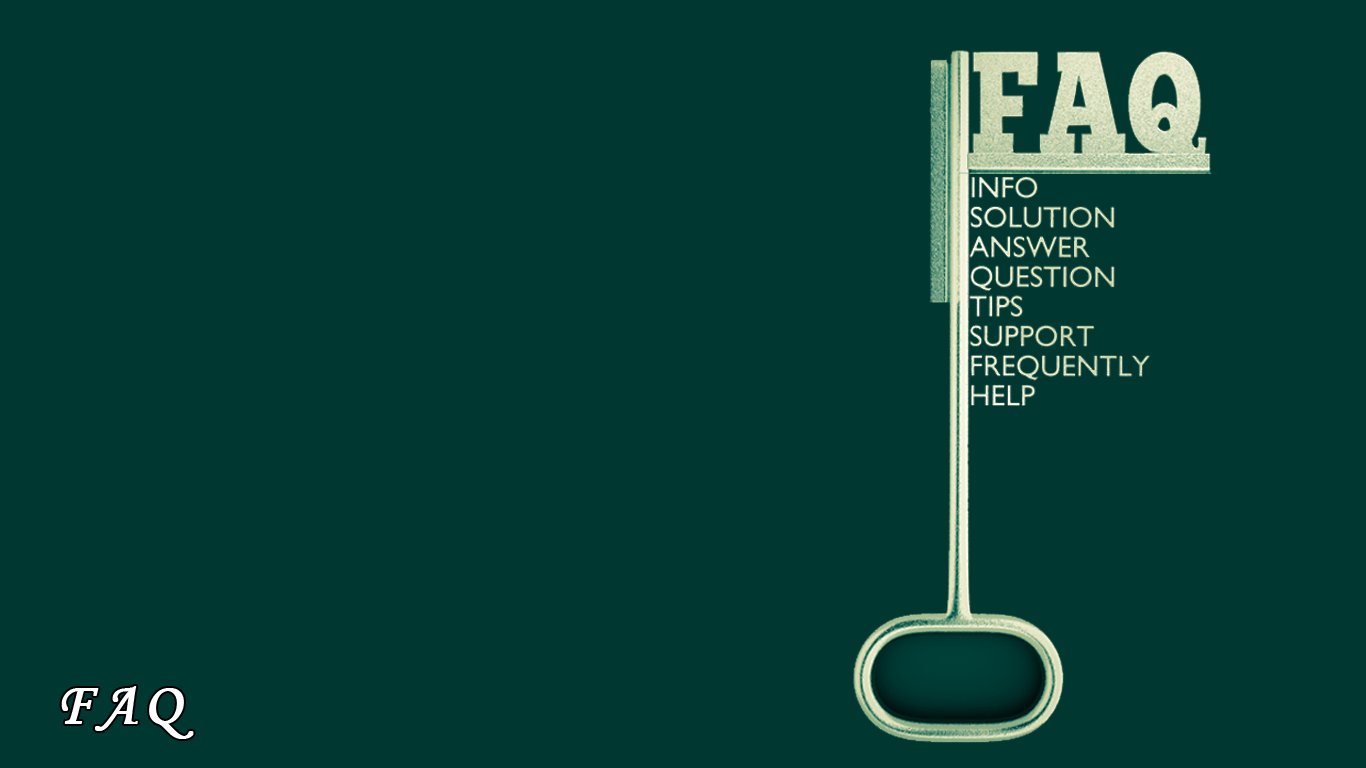 FAQ
INFO
SOLUTION
ANSWER
QUESTION
TIPS
SUPPORT
FREQUENTLY
HELP
FAQ